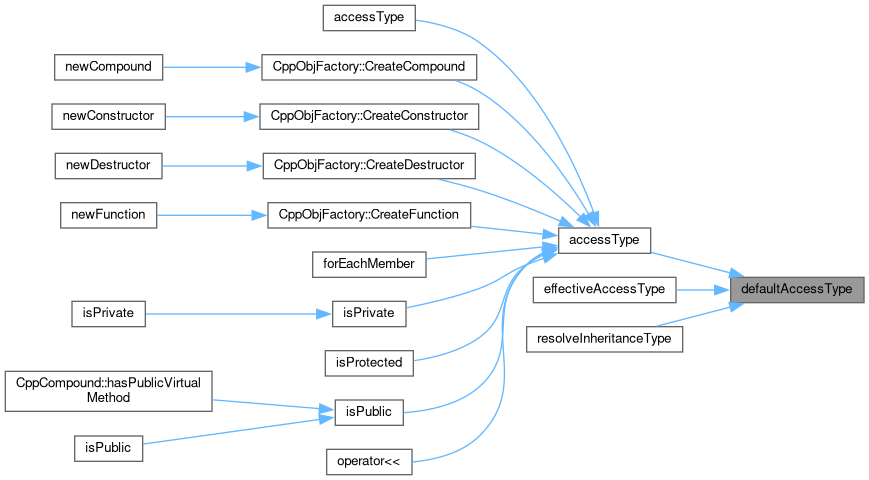 accessType
newCompound
CppObjFactory::CreateCompound
newConstructor
CppObjFactory::CreateConstructor
newDestructor
CppObjFactory::CreateDestructor
newFunction
CppObjFactory::CreateFunction
accessType
forEachMember
effectiveAccessType
defaultAccessType
isPrivate
isPrivate
resolveInheritanceType
isProtected
CppCompound::hasPublicVirtual
Method
isPublic
isPublic
operator<<